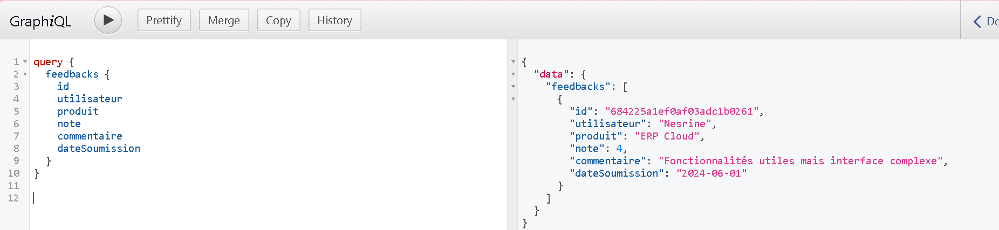 GraphiQL Prettify Merge Copy History
1 query {
2 feedbacks {
3 id
4 utilisateur
5 produit
6 note
7 commentaire
8 dateSoumission
9 }
10 }
11
12
{
"data": {
"feedbacks": [
{
"id": "684225a1ef0af03adc1b0261",
"utilisateur": "Nesrine",
"produit": "ERP Cloud",
"note": 4,
"commentaire": "Fonctionnalités utiles mais interface complexe",
"dateSoumission": "2024-06-01"
}
]
}
}